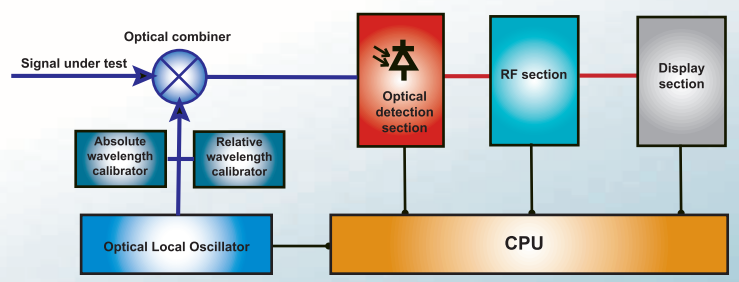 Optical combiner
Signal under test
Optical
detection
section
RF section
Display
section
Absolute
wavelength
calibrator
Relative
wavelength
calibrator
Optical Local Oscillator
CPU